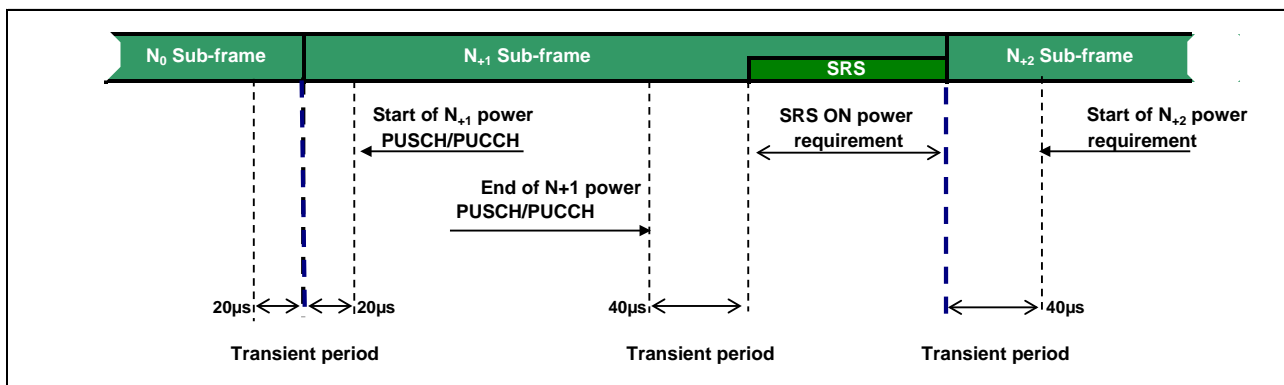 N₀ Sub-frame
N₊₁ Sub-frame
SRS
N₊₂ Sub-frame
Start of N₊₁ power
PUSCH/PUCCH
SRS ON power
requirement
Start of N₊₂ power
requirement
End of N+1 power
PUSCH/PUCCH
20µs
20µs
40µs
40µs
Transient period
Transient period
Transient period